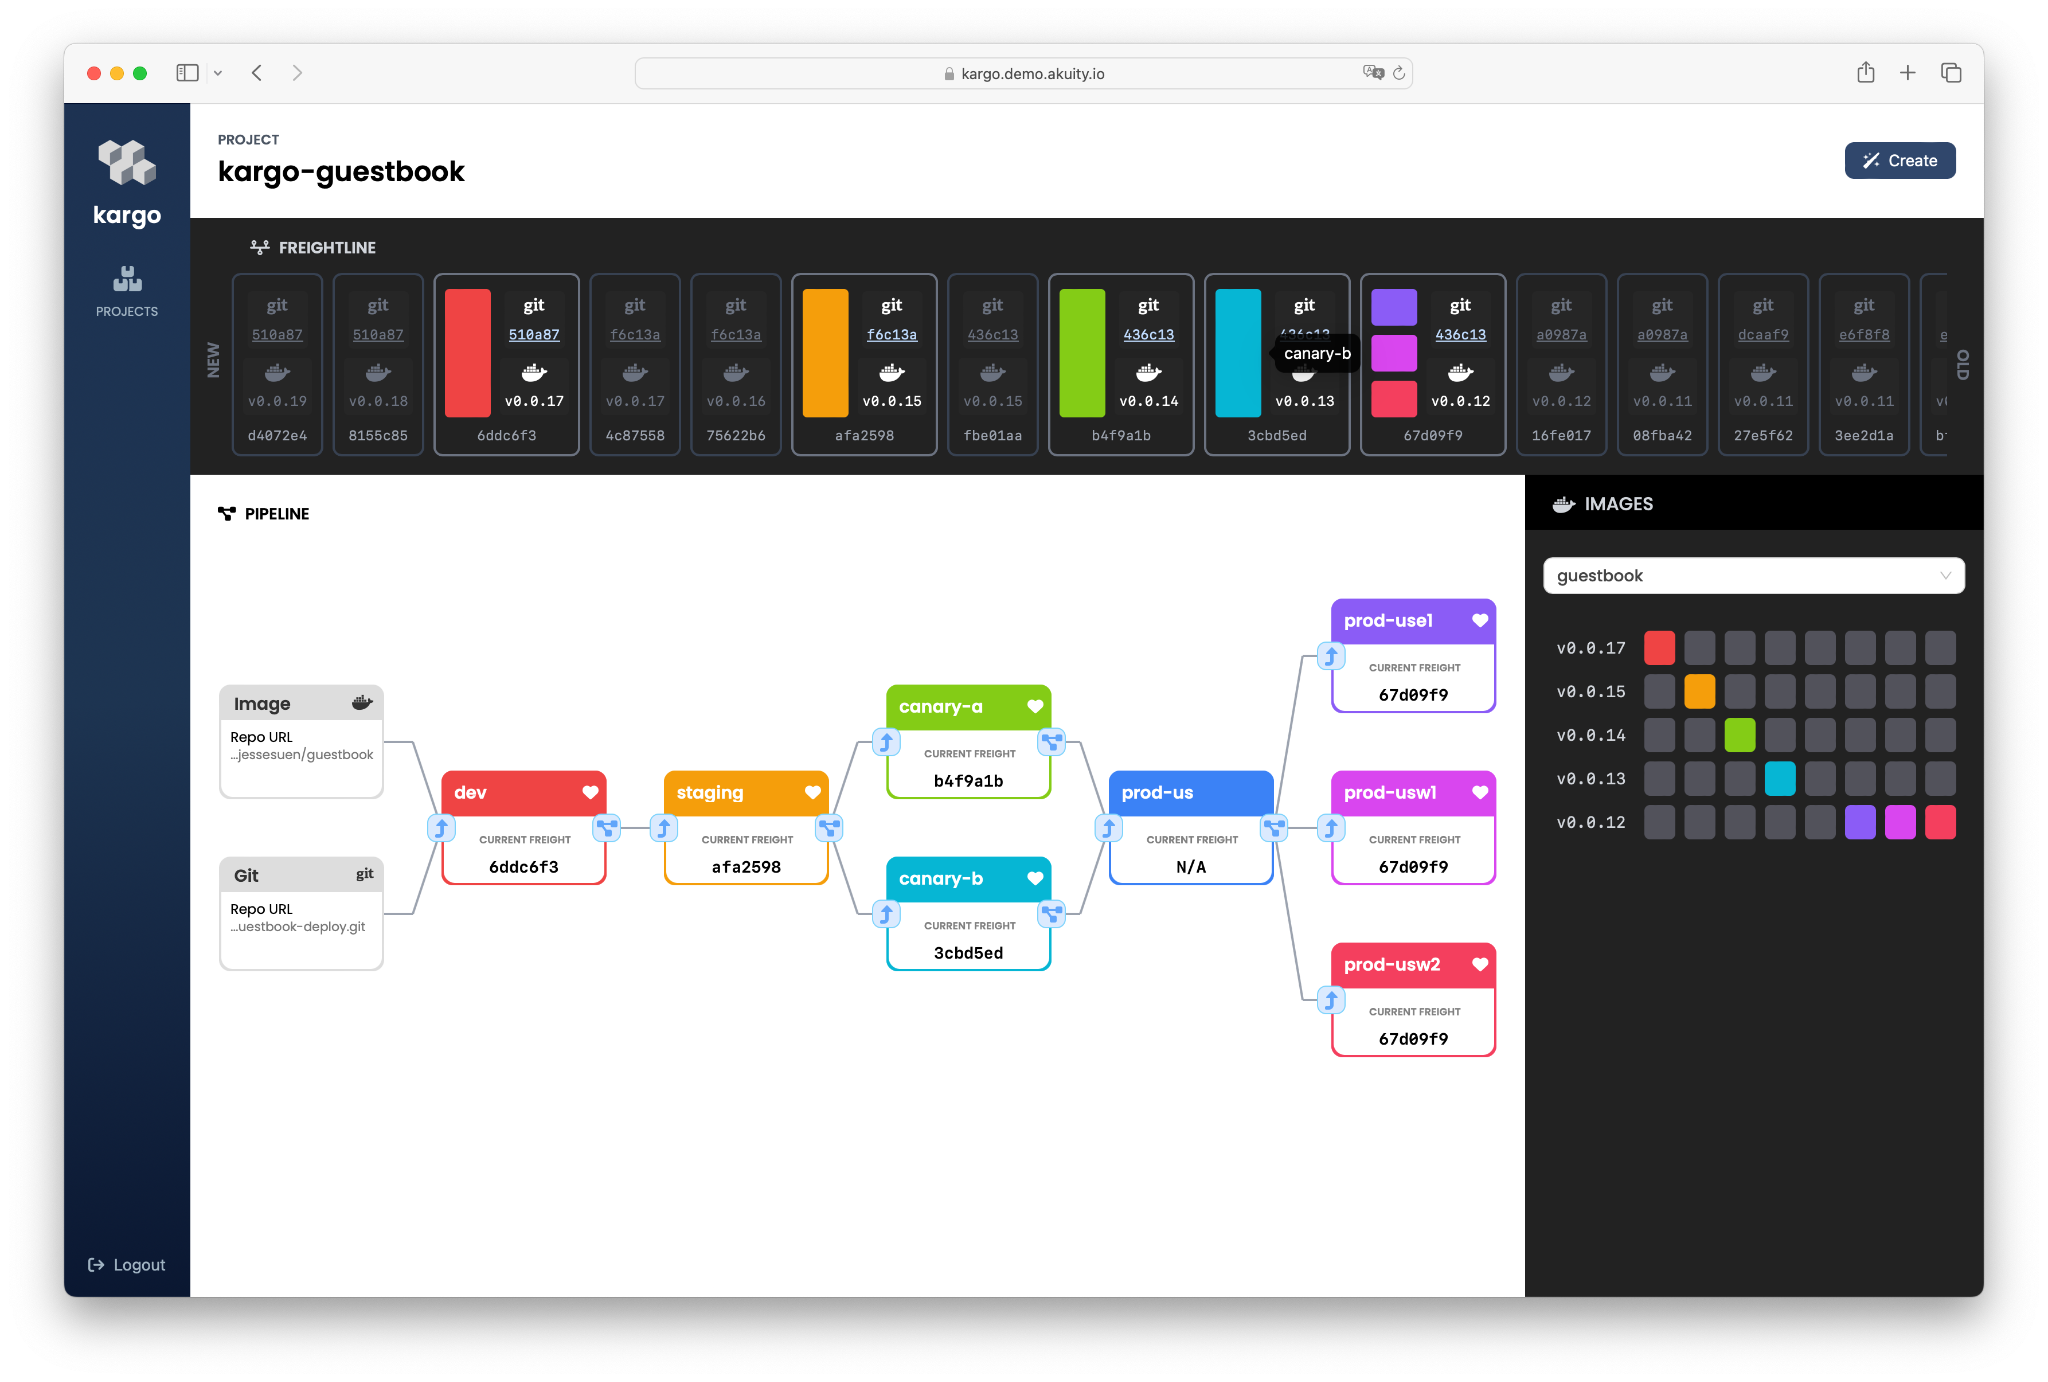 kargo.demo.akuity.io
kargo
PROJECTS
Logout
PROJECT
kargo-guestbook
Create
FREIGHTLINE
NEW
git
510a87
v0.0.19
d4072e4
git
510a87
v0.0.18
8155c85
git
510a87
v0.0.17
6ddc6f3
git
f6c13a
v0.0.17
4c87558
git
f6c13a
v0.0.16
75622b6
git
f6c13a
v0.0.15
afa2598
git
436c13
v0.0.15
fbe01aa
git
436c13
v0.0.14
b4f9a1b
git
436c13
canary-b
v0.0.13
3cbd5ed
git
436c13
v0.0.12
67d09f9
git
a0987a
v0.0.12
16fe017
git
a0987a
v0.0.11
08fba42
git
dcaaf9
v0.0.11
27e5f62
git
e6f8f8
v0.0.11
3ee2d1a
OLD
PIPELINE
Image
Repo URL
...jessesuen/guestbook
Git
git
Repo URL
...uestbook-deploy.git
dev
CURRENT FREIGHT
6ddc6f3
staging
CURRENT FREIGHT
afa2598
canary-a
CURRENT FREIGHT
b4f9a1b
canary-b
CURRENT FREIGHT
3cbd5ed
prod-us
CURRENT FREIGHT
N/A
prod-use1
CURRENT FREIGHT
67d09f9
prod-usw1
CURRENT FREIGHT
67d09f9
prod-usw2
CURRENT FREIGHT
67d09f9
IMAGES
guestbook
v0.0.17
v0.0.15
v0.0.14
v0.0.13
v0.0.12